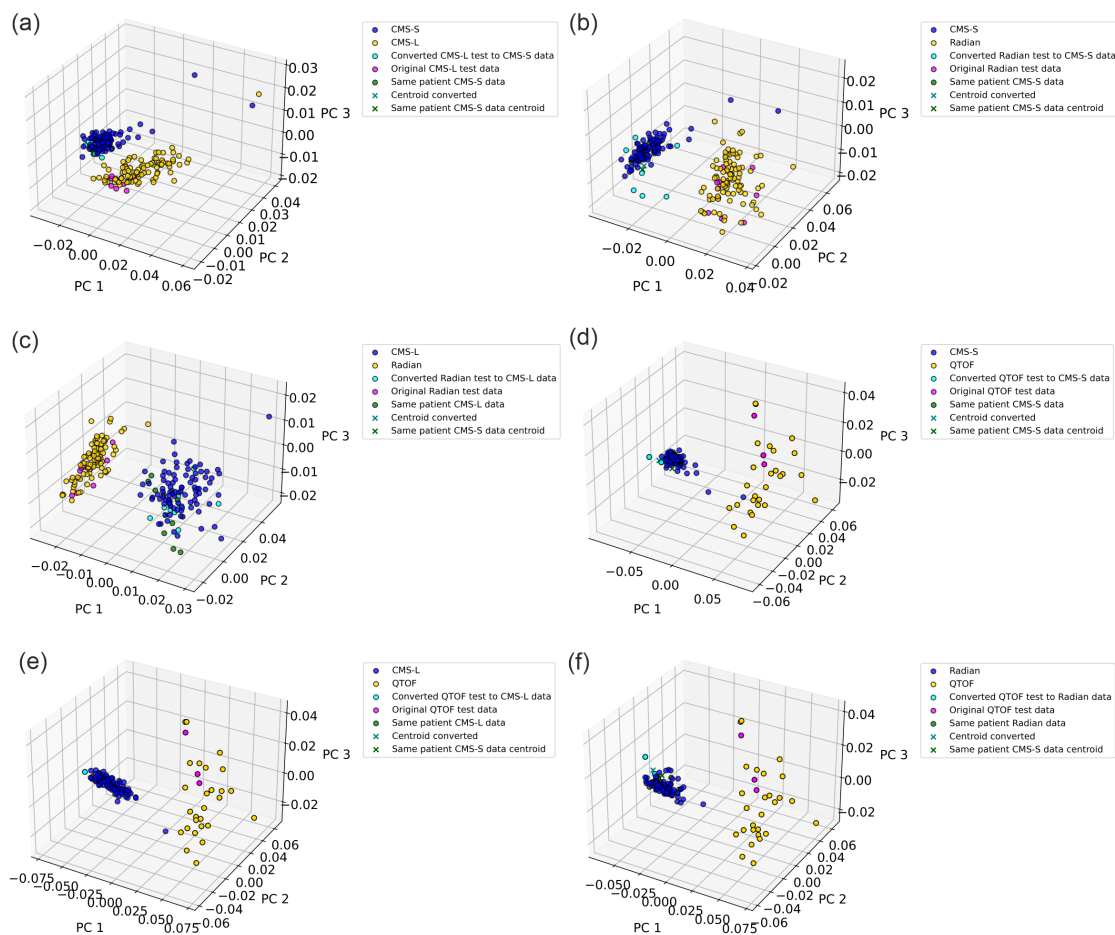 (a)
CMS-S
CMS-L
Converted CMS-L test to CMS-S data
Original CMS-L test data
Same patient CMS-S data
Centroid converted
Same patient CMS-S data centroid
0.03
0.02
0.01
0.00
−0.01
−0.02
PC 3
0.04
0.03
0.02
0.01
0.00
−0.01
−0.02
PC 2
−0.02
0.00
0.02
0.04
0.06
PC 1
(b)
CMS-S
Radian
Converted Radian test to CMS-S data
Original Radian test data
Same patient CMS-S data
Centroid converted
Same patient CMS-S data centroid
0.02
0.01
0.00
−0.01
−0.02
PC 3
0.06
0.04
0.02
0.00
−0.02
PC 2
−0.02
0.00
0.02
0.04
PC 1
(c)
CMS-L
Radian
Converted Radian test to CMS-L data
Original Radian test data
Same patient CMS-L data
Centroid converted
Same patient CMS-S data centroid
0.02
0.01
0.00
−0.01
−0.02
PC 3
0.04
0.02
0.00
−0.02
PC 2
−0.02
−0.01
0.00
0.01
0.02
0.03
PC 1
(d)
CMS-S
QTOF
Converted QTOF test to CMS-S data
Original QTOF test data
Same patient CMS-S data
Centroid converted
Same patient CMS-S data centroid
0.04
0.02
0.00
−0.02
PC 3
0.06
0.04
0.02
0.00
−0.02
−0.04
−0.06
PC 2
−0.05
0.00
0.05
PC 1
(e)
CMS-L
QTOF
Converted QTOF test to CMS-L data
Original QTOF test data
Same patient CMS-L data
Centroid converted
Same patient CMS-S data centroid
0.04
0.02
0.00
−0.02
PC 3
0.06
0.04
0.02
0.00
−0.02
−0.04
−0.06
PC 2
−0.075
−0.050
−0.025
0.000
0.025
0.050
0.075
PC 1
(f)
Radian
QTOF
Converted QTOF test to Radian data
Original QTOF test data
Same patient Radian data
Centroid converted
Same patient CMS-S data centroid
0.04
0.02
0.00
−0.02
PC 3
0.06
0.04
0.02
0.00
−0.02
−0.04
−0.06
PC 2
−0.050
−0.025
0.000
0.025
0.050
0.075
PC 1